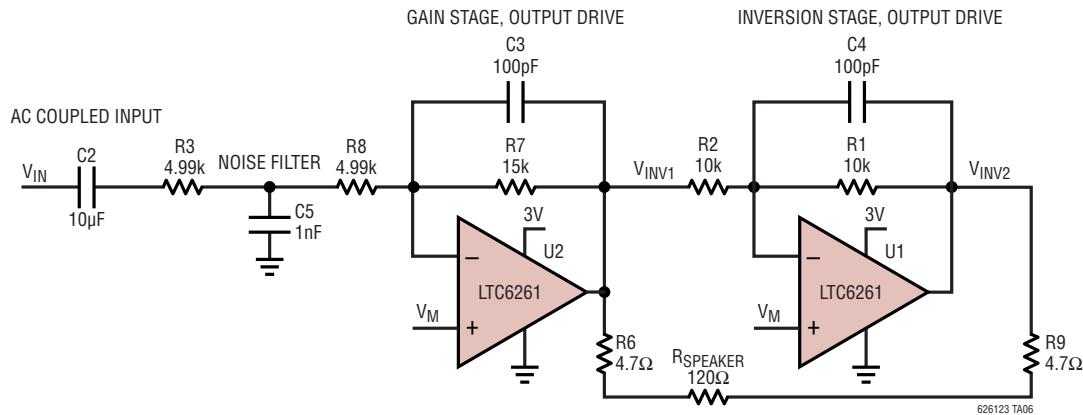 GAIN STAGE, OUTPUT DRIVE
INVERSION STAGE, OUTPUT DRIVE
C3
100pF
C4
100pF
AC COUPLED INPUT
VIN
C2
10µF
R3
4.99k
NOISE FILTER
R8
4.99k
C5
1nF
R7
15k
VINV1
R2
10k
R1
10k
VINV2
3V
U2
–
LTC6261
VM
+
3V
U1
–
LTC6261
VM
+
R6
4.7Ω
RSPEAKER
120Ω
R9
4.7Ω
626123 TA06